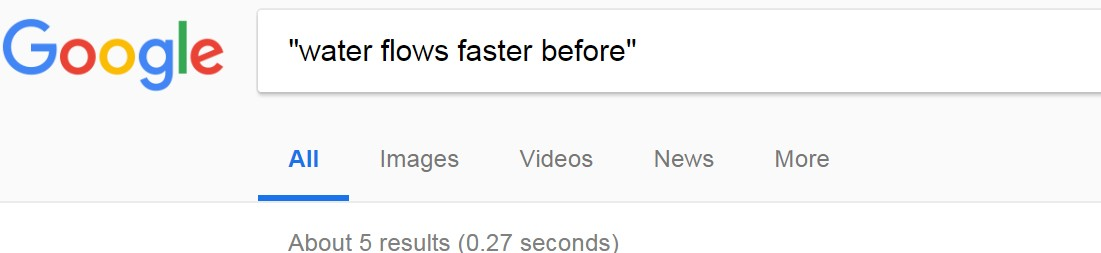 Google "water flows faster before"
All Images Videos News More
About 5 results (0.27 seconds)